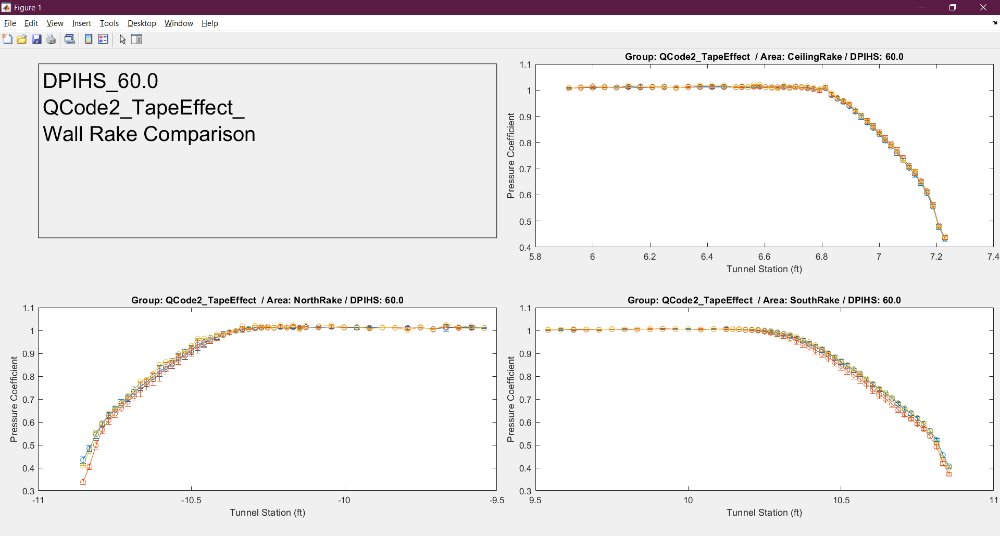 Figure 1
File Edit View Insert Tools Desktop Window Help
DPIHS_60.0
QCode2_TapeEffect_
Wall Rake Comparison
Group: QCode2_TapeEffect / Area: CeilingRake / DPIHS: 60.0
Pressure Coefficient
1.1
1
0.9
0.8
0.7
0.6
0.5
0.4
5.8 6 6.2 6.4 6.6 6.8 7 7.2 7.4
Tunnel Station (ft)
Group: QCode2_TapeEffect / Area: NorthRake / DPIHS: 60.0
Pressure Coefficient
1.1
1
0.9
0.8
0.7
0.6
0.5
0.4
0.3
-11 -10.5 -10 -9.5
Tunnel Station (ft)
Group: QCode2_TapeEffect / Area: SouthRake / DPIHS: 60.0
Pressure Coefficient
1.1
1
0.9
0.8
0.7
0.6
0.5
0.4
0.3
9.5 10 10.5 11
Tunnel Station (ft)